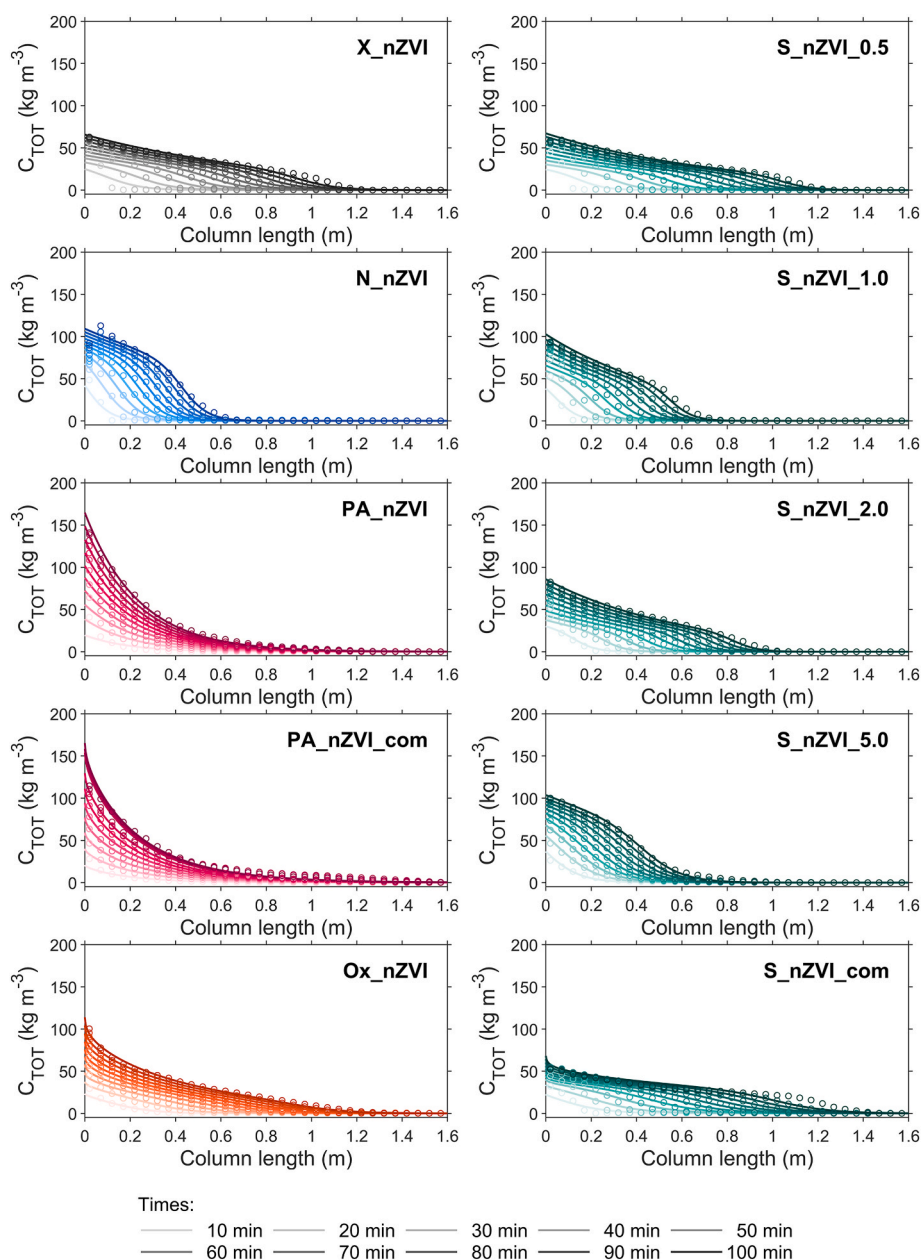 X_nZVI
C_TOT (kg m-3)
200
150
100
50
0
0 0.2 0.4 0.6 0.8 1 1.2 1.4 1.6
Column length (m)
S_nZVI_0.5
C_TOT (kg m-3)
200
150
100
50
0
0 0.2 0.4 0.6 0.8 1 1.2 1.4 1.6
Column length (m)
N_nZVI
C_TOT (kg m-3)
200
150
100
50
0
0 0.2 0.4 0.6 0.8 1 1.2 1.4 1.6
Column length (m)
S_nZVI_1.0
C_TOT (kg m-3)
200
150
100
50
0
0 0.2 0.4 0.6 0.8 1 1.2 1.4 1.6
Column length (m)
PA_nZVI
C_TOT (kg m-3)
200
150
100
50
0
0 0.2 0.4 0.6 0.8 1 1.2 1.4 1.6
Column length (m)
S_nZVI_2.0
C_TOT (kg m-3)
200
150
100
50
0
0 0.2 0.4 0.6 0.8 1 1.2 1.4 1.6
Column length (m)
PA_nZVI_com
C_TOT (kg m-3)
200
150
100
50
0
0 0.2 0.4 0.6 0.8 1 1.2 1.4 1.6
Column length (m)
S_nZVI_5.0
C_TOT (kg m-3)
200
150
100
50
0
0 0.2 0.4 0.6 0.8 1 1.2 1.4 1.6
Column length (m)
Ox_nZVI
C_TOT (kg m-3)
200
150
100
50
0
0 0.2 0.4 0.6 0.8 1 1.2 1.4 1.6
Column length (m)
S_nZVI_com
C_TOT (kg m-3)
200
150
100
50
0
0 0.2 0.4 0.6 0.8 1 1.2 1.4 1.6
Column length (m)
Times:
10 min 20 min 30 min 40 min 50 min
60 min 70 min 80 min 90 min 100 min